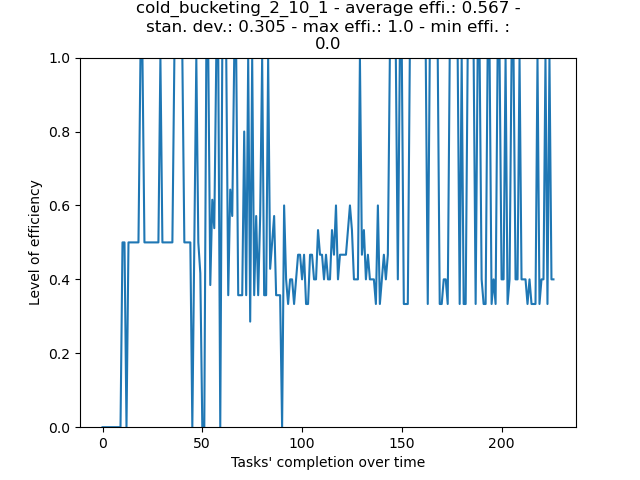 cold_bucketing_2_10_1 - average effi.: 0.567 -
stan. dev.: 0.305 - max effi.: 1.0 - min effi. :
0.0
1.0
0.8
0.6
0.4
0.2
0.0
Level of efficiency
0 50 100 150 200
Tasks' completion over time